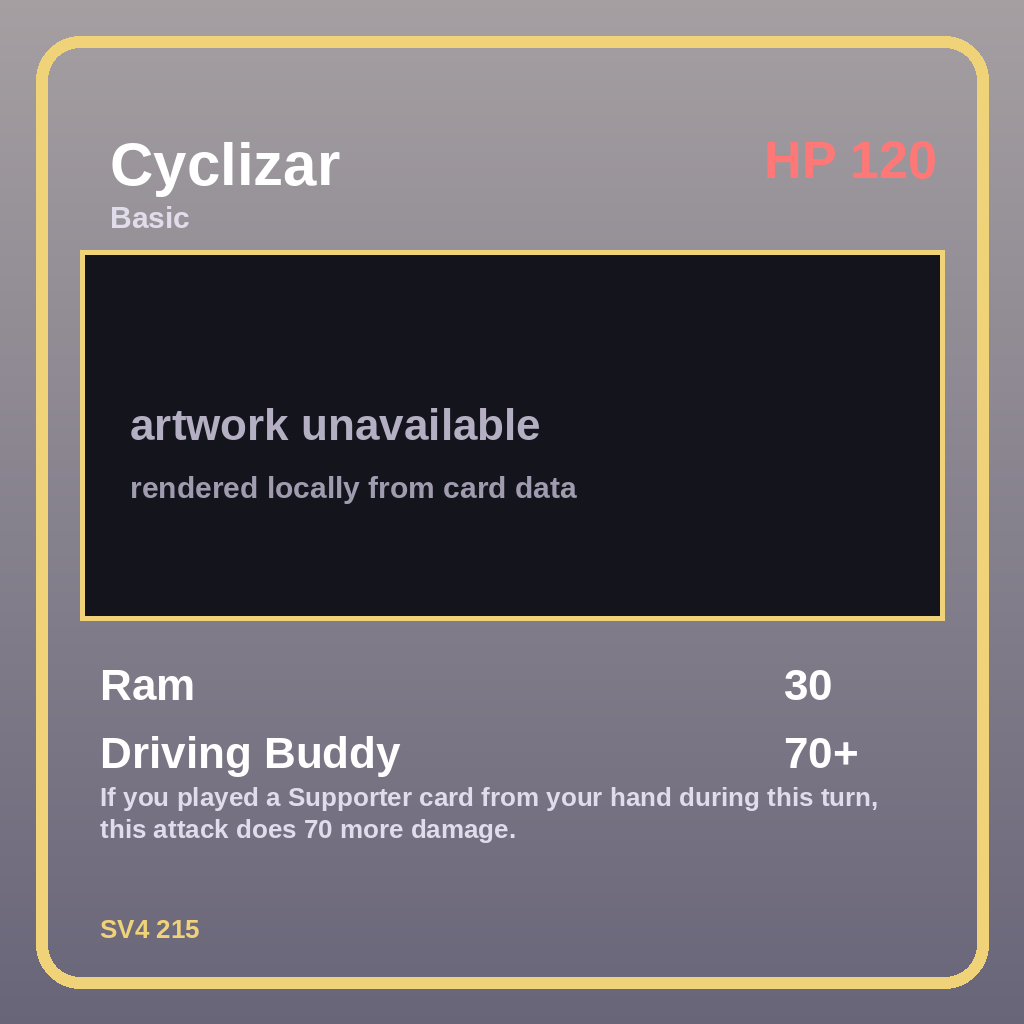 Cyclizar
HP 120
Basic
artwork unavailable
rendered locally from card data
Ram 30
Driving Buddy 70+
If you played a Supporter card from your hand during this turn,
this attack does 70 more damage.
SV4 215